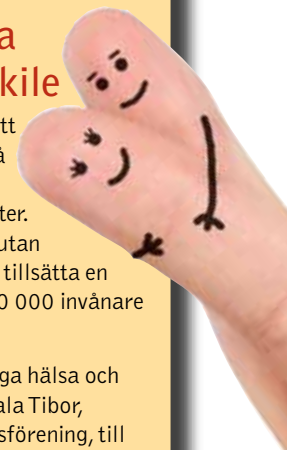 a
kile
tt
å
ter.
utan
tillsätta en
0 000 invånare
ga hälsa och
ala Tibor,
sförening, till